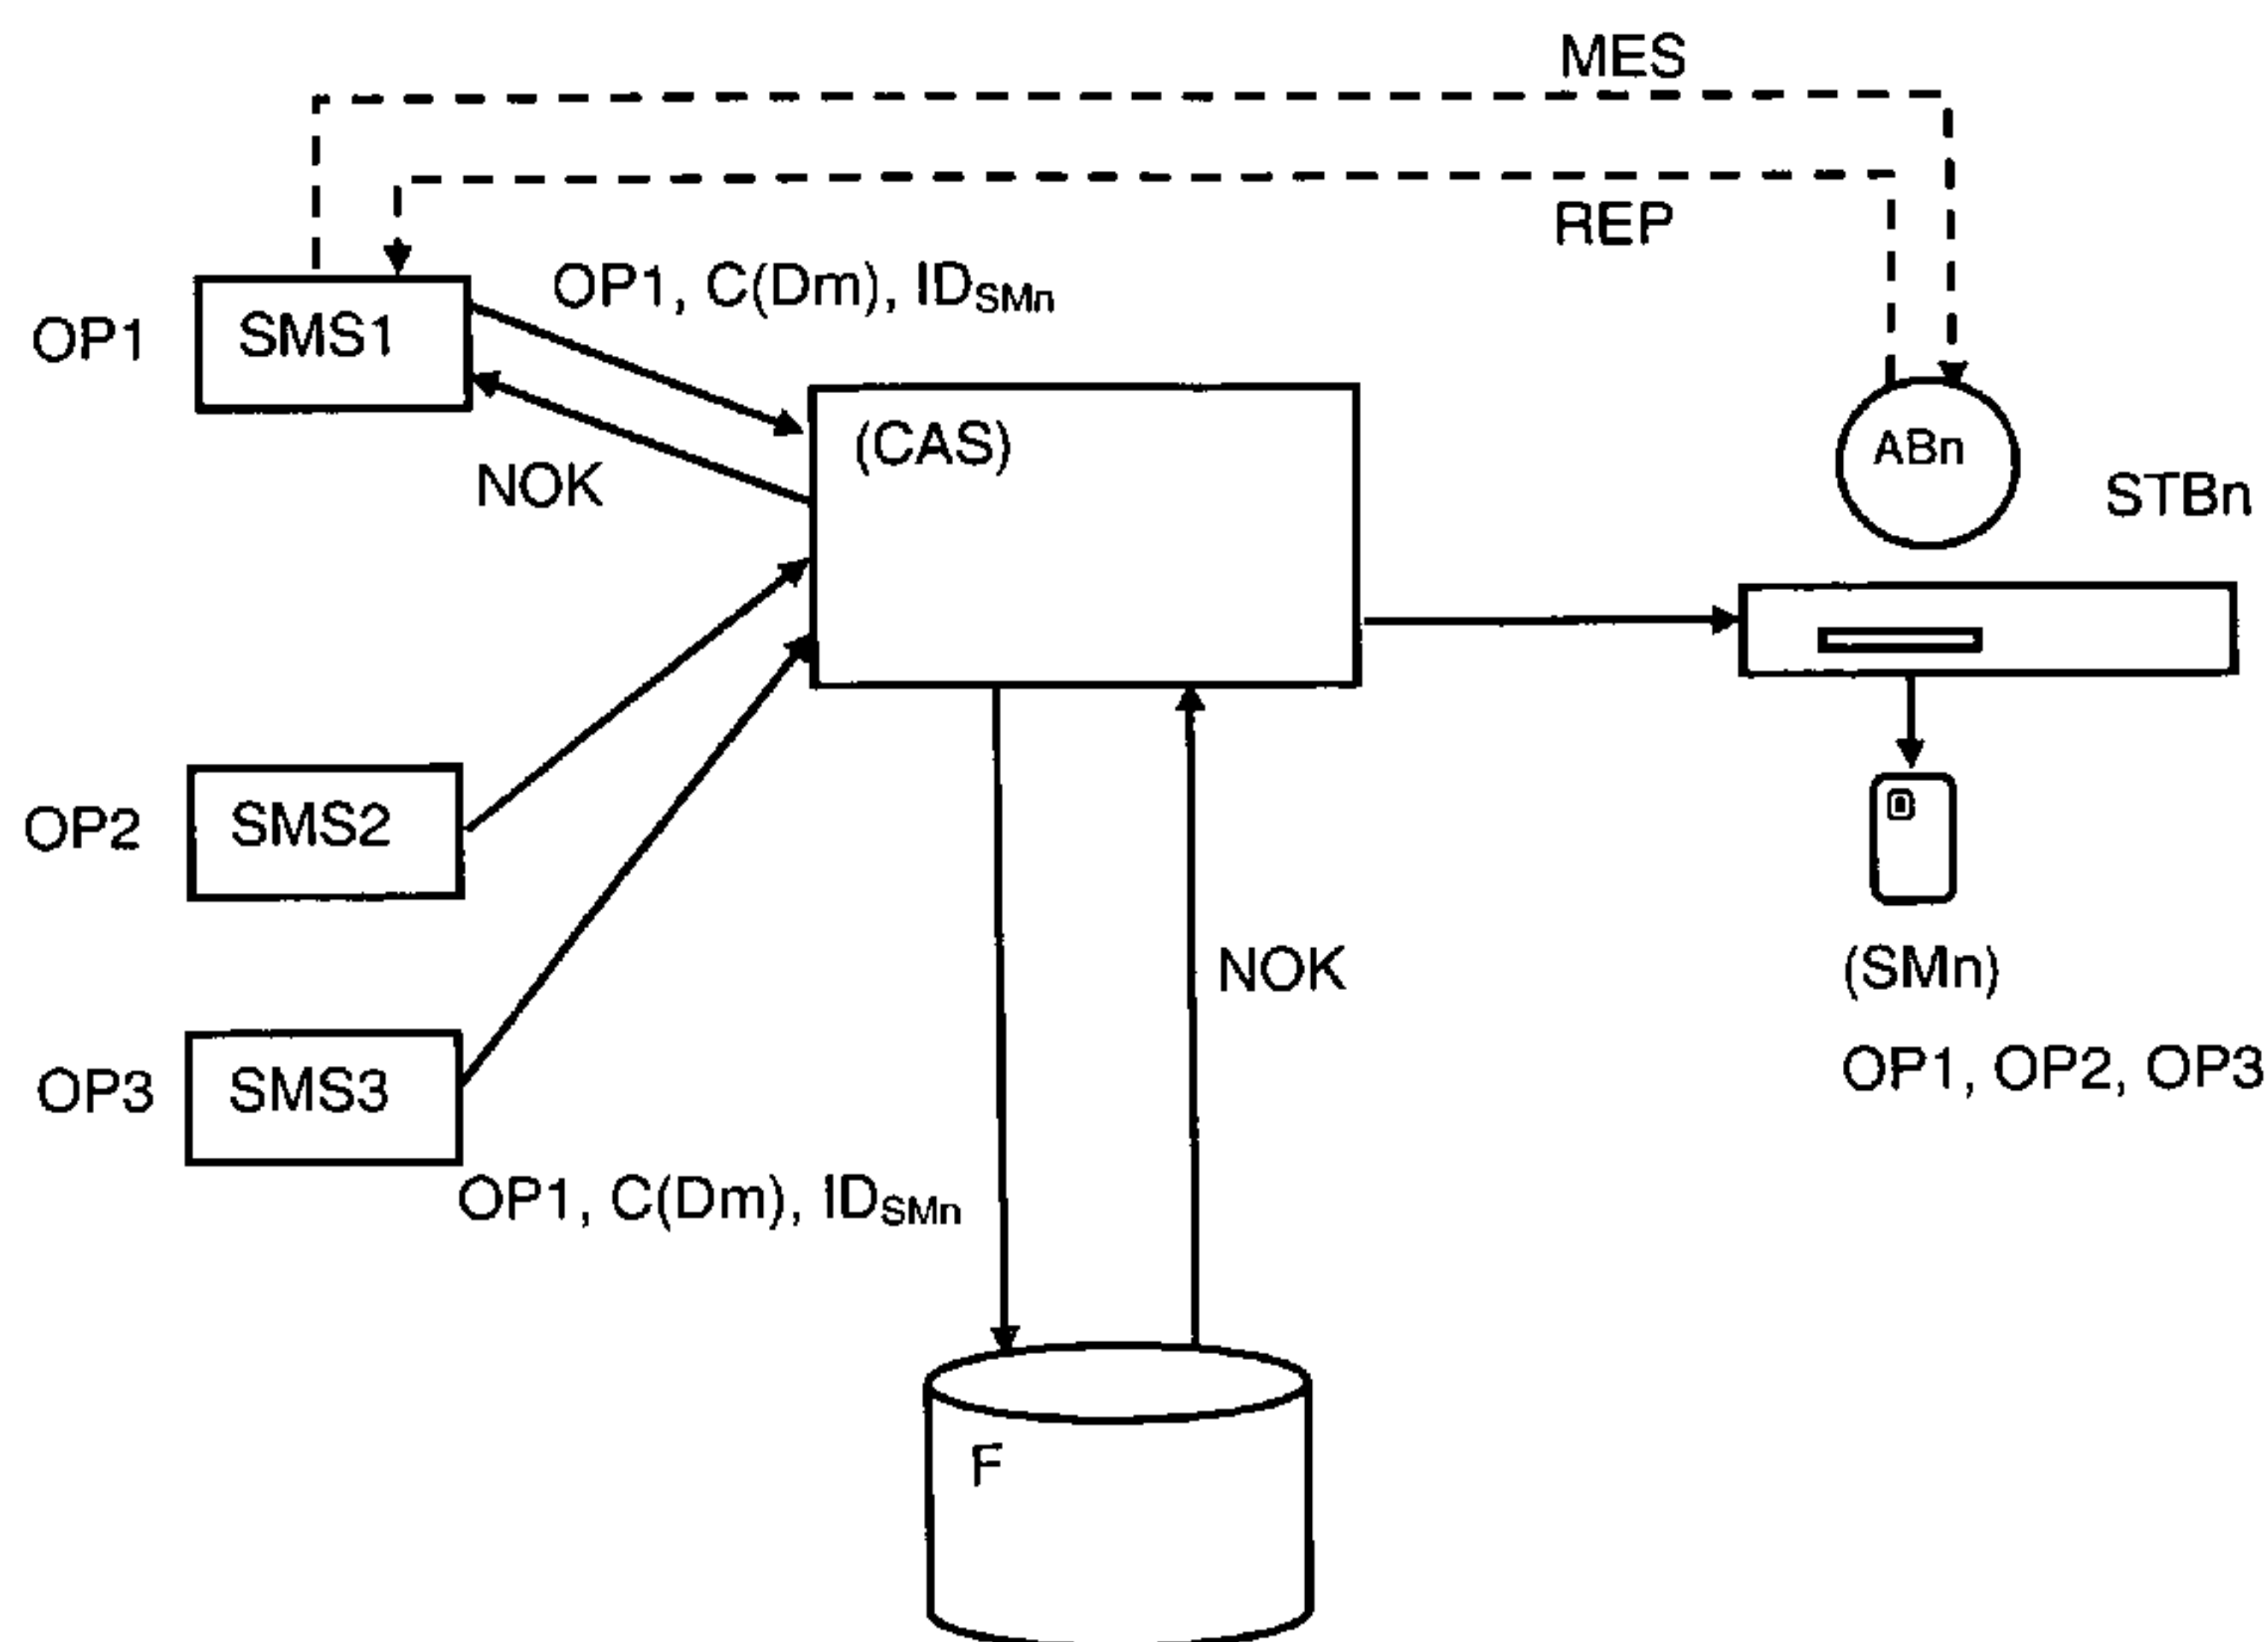 MES
REP
OP1, C(Dm), IDSMn
OP1
SMS1
NOK
(CAS)
ABn
STBn
OP2
SMS2
NOK
(SMn)
OP1, OP2, OP3
OP3
SMS3
OP1, C(Dm), IDSMn
F